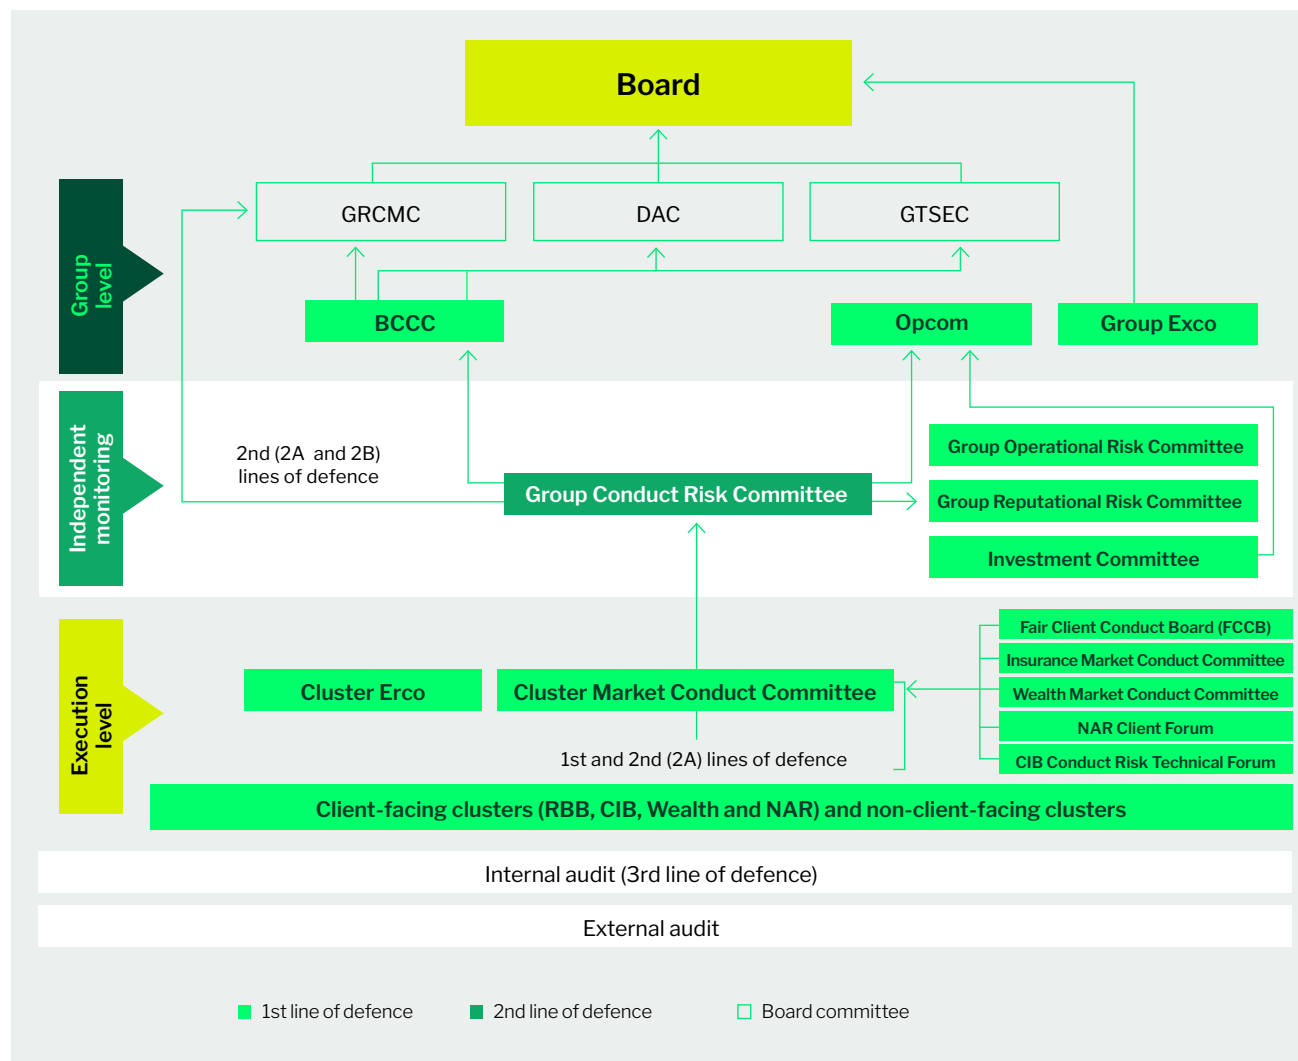 Board
GRCMC
DAC
GTSEC
Group
level
BCCC
Opcom
Group Exco
Independent
monitoring
2nd (2A and 2B)
lines of defence
Group Conduct Risk Committee
Group Operational Risk Committee
Group Reputational Risk Committee
Investment Committee
Execution
level
Cluster Erco
Cluster Market Conduct Committee
1st and 2nd (2A) lines of defence
Fair Client Conduct Board (FCCB)
Insurance Market Conduct Committee
Wealth Market Conduct Committee
NAR Client Forum
CIB Conduct Risk Technical Forum
Client-facing clusters (RBB, CIB, Wealth and NAR) and non-client-facing clusters
Internal audit (3rd line of defence)
External audit
1st line of defence
2nd line of defence
Board committee